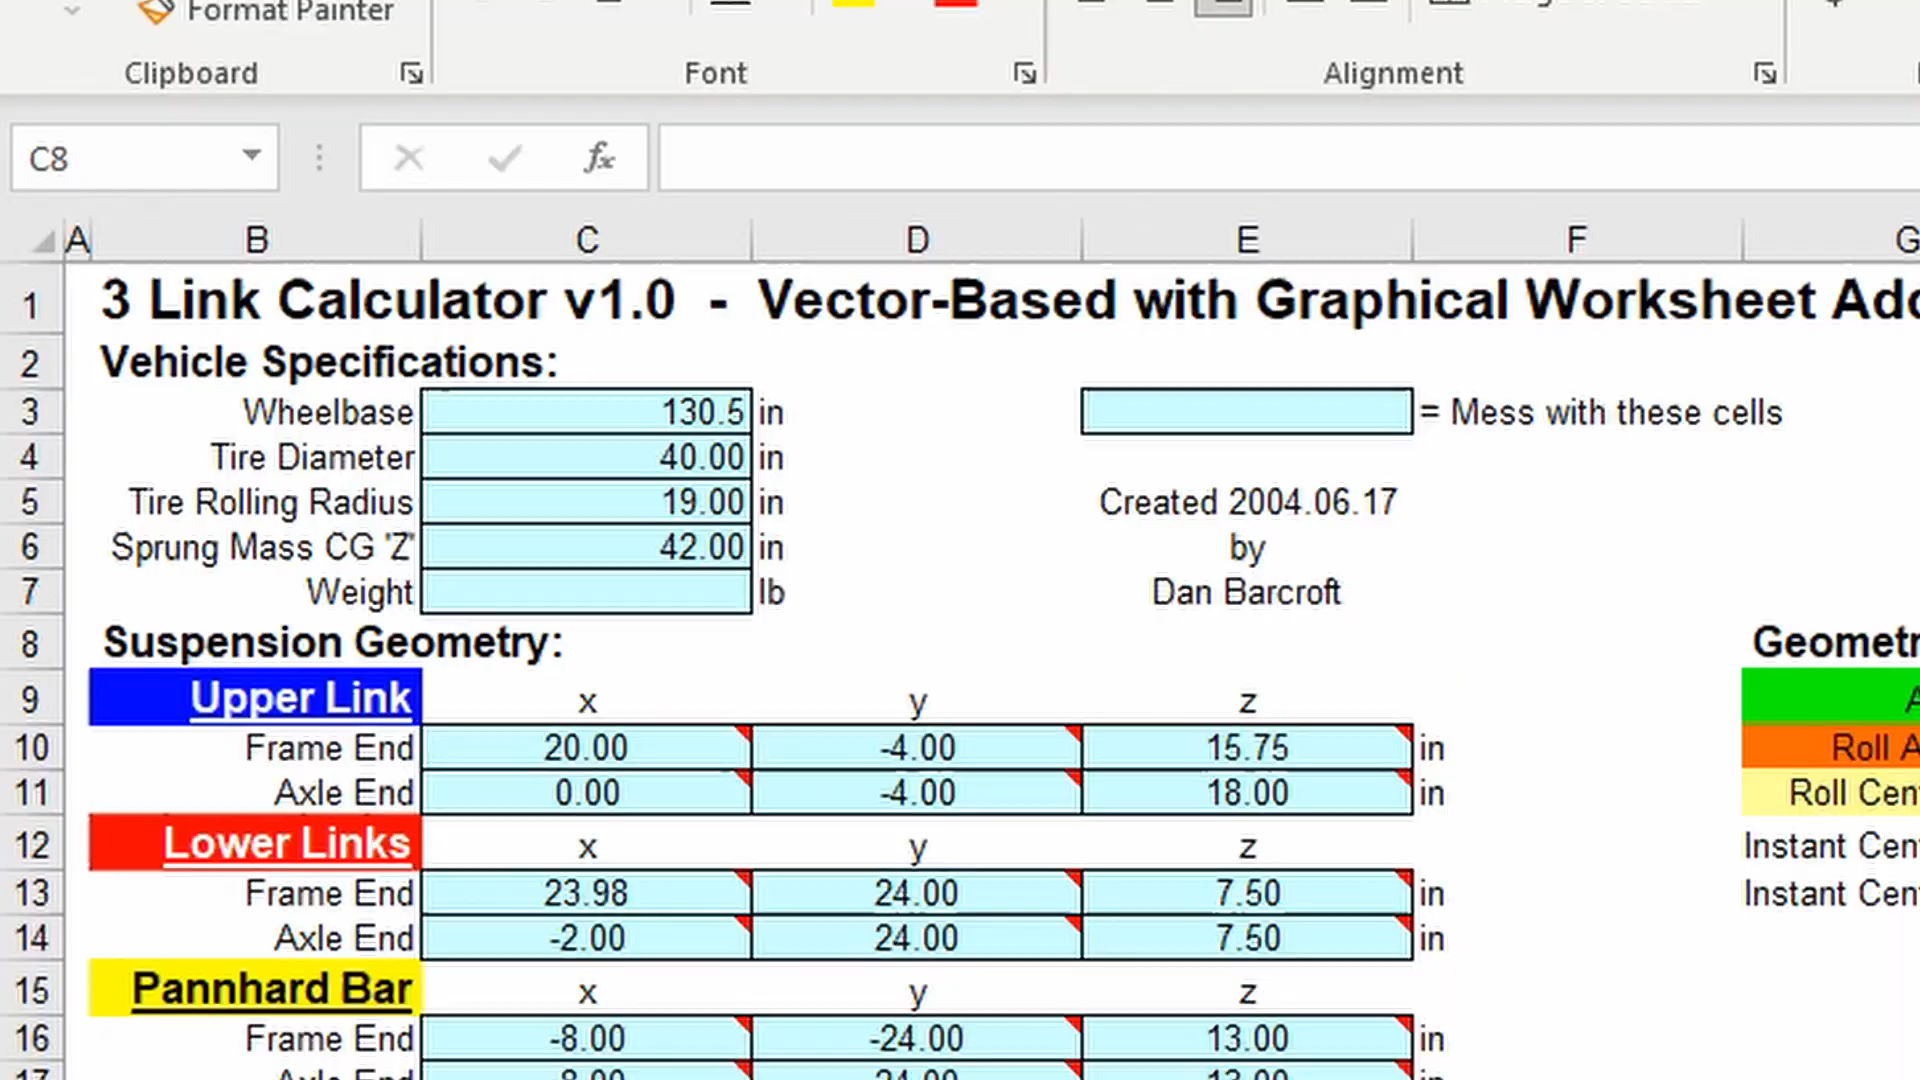 Format Painter
Clipboard Font Alignment
C8 fx
A B C D E F G
1 3 Link Calculator v1.0 - Vector-Based with Graphical Worksheet
2 Vehicle Specifications:
3 Wheelbase 130.5 in = Mess with these cells
4 Tire Diameter 40.00 in
5 Tire Rolling Radius 19.00 in Created 2004.06.17
6 Sprung Mass CG 'Z' 42.00 in by
7 Weight lb Dan Barcroft
8 Suspension Geometry:
9 Upper Link x y z
10 Frame End 20.00 -4.00 15.75 in Roll
11 Axle End 0.00 -4.00 18.00 in Roll
12 Lower Links x y z Instant
13 Frame End 23.98 24.00 7.50 in Instant
14 Axle End -2.00 24.00 7.50 in
15 Pannhard Bar x y z
16 Frame End -8.00 -24.00 13.00 in